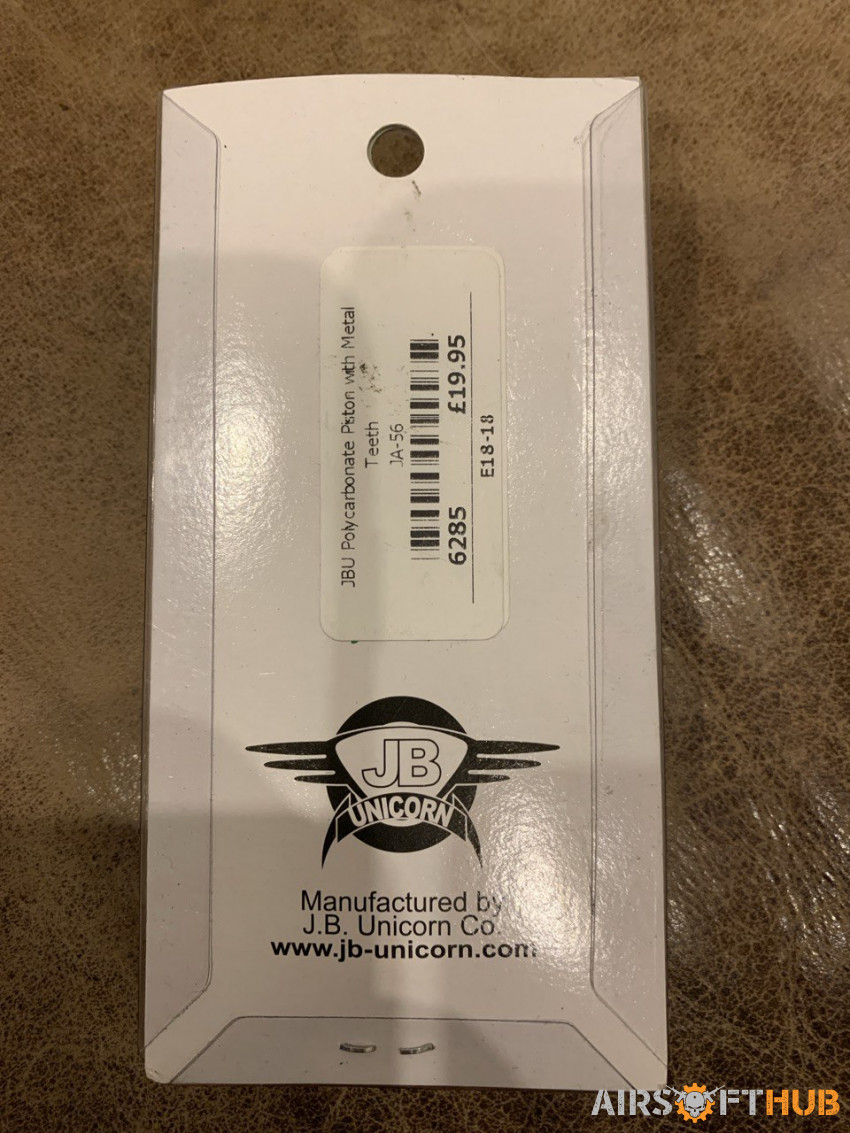 JBU Polycarbonate Piston with Metal
Teeth
JA-56
6285 £19.95
E18-18
JB
UNICORN
Manufactured by
J.B. Unicorn Co.
www.jb-unicorn.com
AIRSOFTHUB